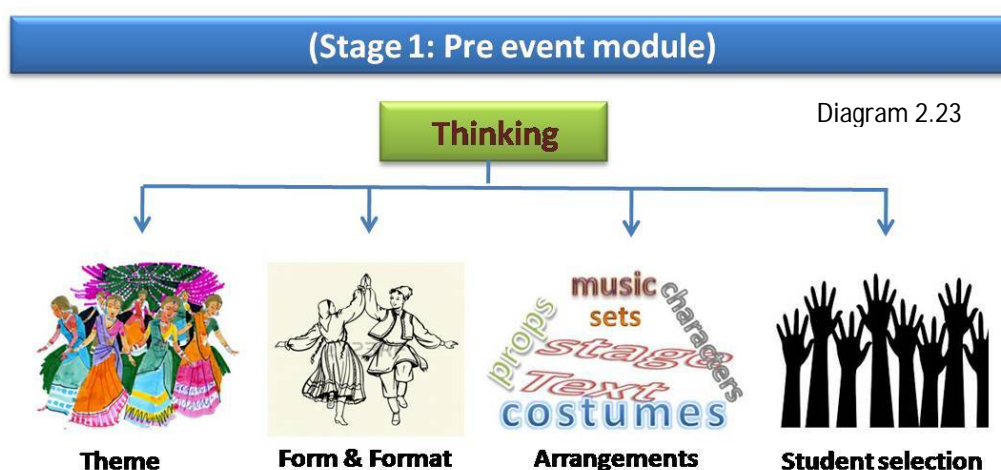 (Stage 1: Pre event module)
Diagram 2.23
Thinking
music
sets
props
characters
stage
Text
costumes
Theme
Form & Format
Arrangements
Student selection